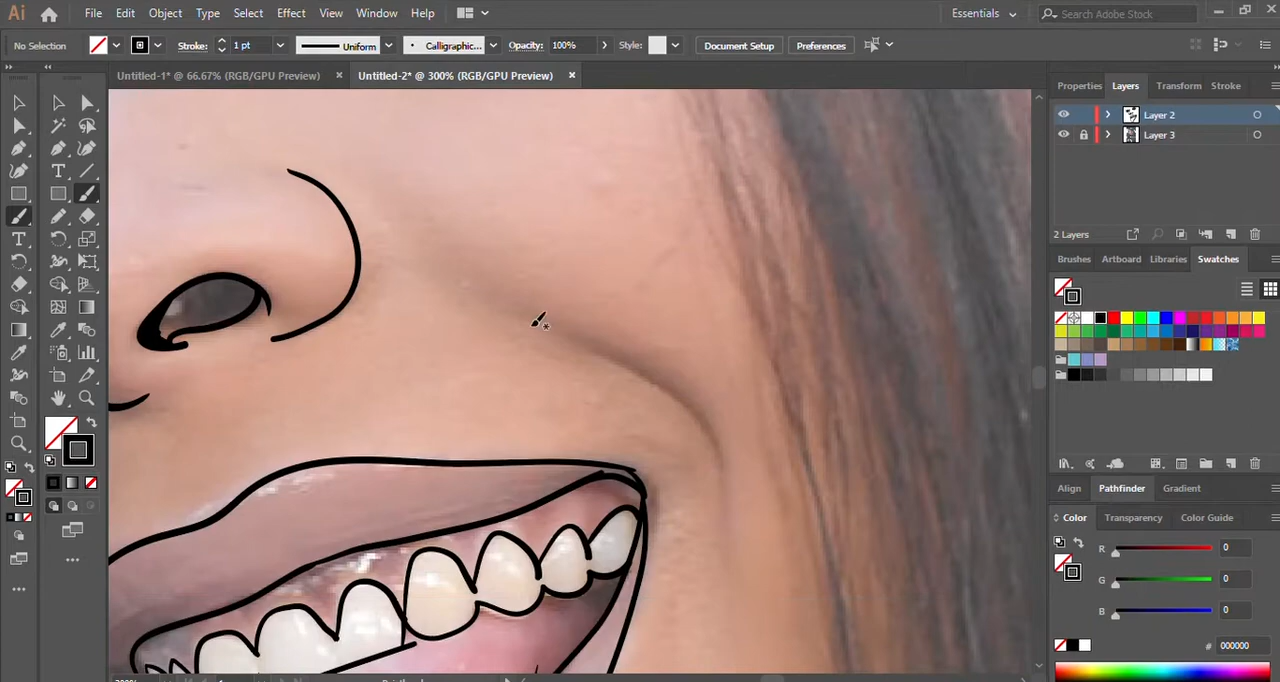 Ai File Edit Object Type Select Effect View Window Help Essentials Search Adobe Stock
No Selection Stroke: 1 pt Uniform Calligraphic... Opacity: 100% Style: Document Setup Preferences
Untitled-1* @ 66.67% (RGB/GPU Preview) × Untitled-2* @ 300% (RGB/GPU Preview) ×
Properties Layers Transform Stroke
Layer 2
Layer 3
2 Layers
Brushes Artboard Libraries Swatches
Align Pathfinder Gradient
Color Transparency Color Guide
R 0
G 0
B 0
# 000000